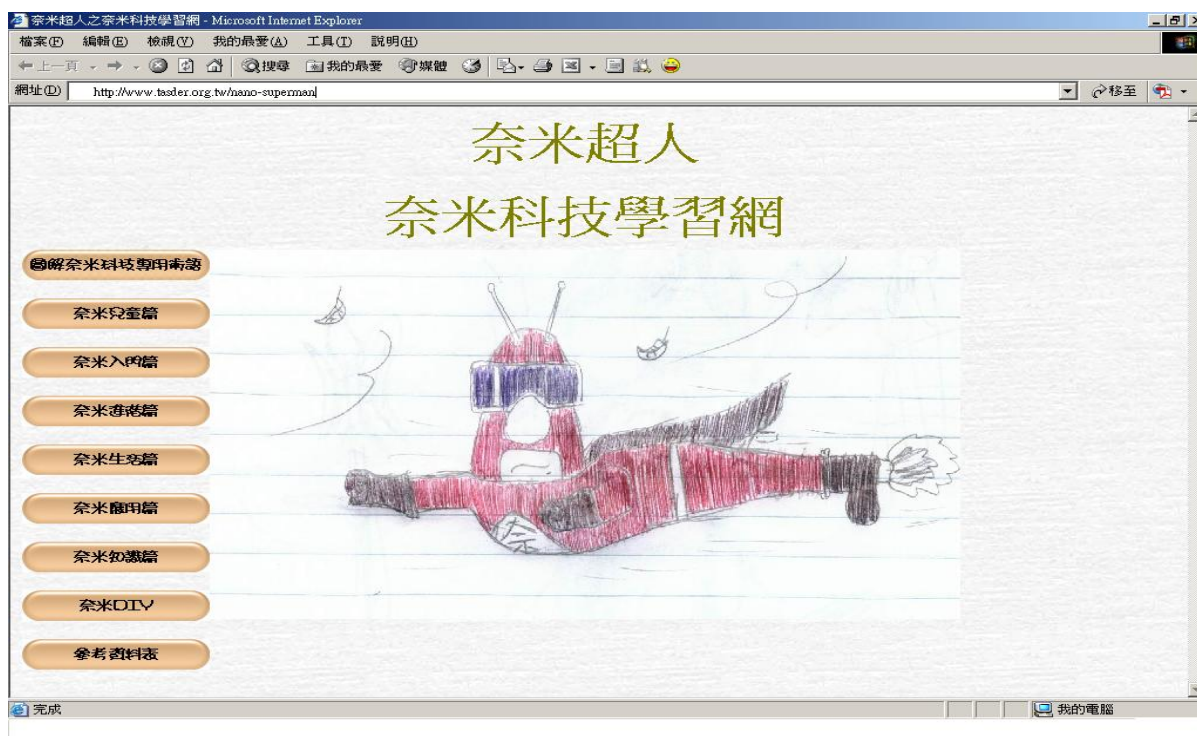 奈米超人之奈米科技學習網 - Microsoft Internet Explorer
檔案(F) 編輯(E) 檢視(V) 我的最愛(A) 工具(T) 說明(H)
上一頁 搜尋 我的最愛 媒體
網址(D) http://www.tasder.org.tw/nano-superman 移至
奈米超人
奈米科技學習網
圖解奈米科技專用術語
奈米兒童篇
奈米入門篇
奈米進階篇
奈米生活篇
奈米應用篇
奈米知識篇
奈米DIY
參考資料表
奈
完成 我的電腦